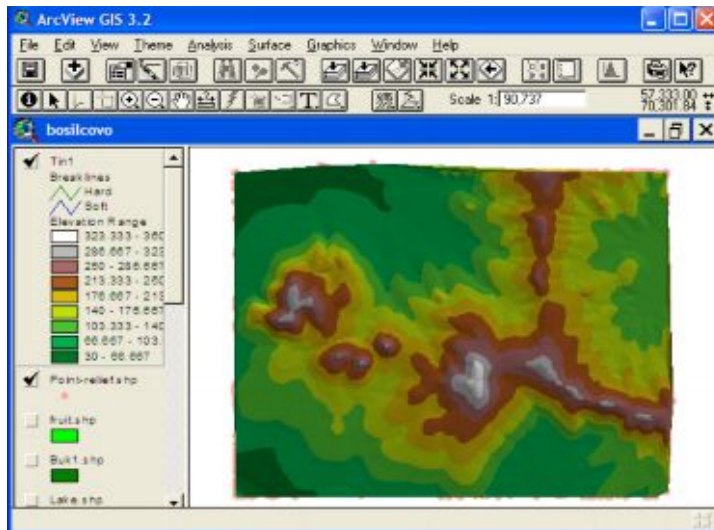 ArcView GIS 3.2
File Edit View Theme Analysis Surface Graphics Window Help
Scale 1: 90,737
57,333.00
70,301.84
bosilcovo
Tin1
Breaklines
Hard
Soft
Elevation Range
323.333 - 360
286.667 - 323
250 - 286.667
213.333 - 250
176.667 - 213
140 - 176.667
103.333 - 140
66.667 - 103.
30 - 66.667
Point-relief.shp
fruit.shp
Buk1.shp
Lake.shp